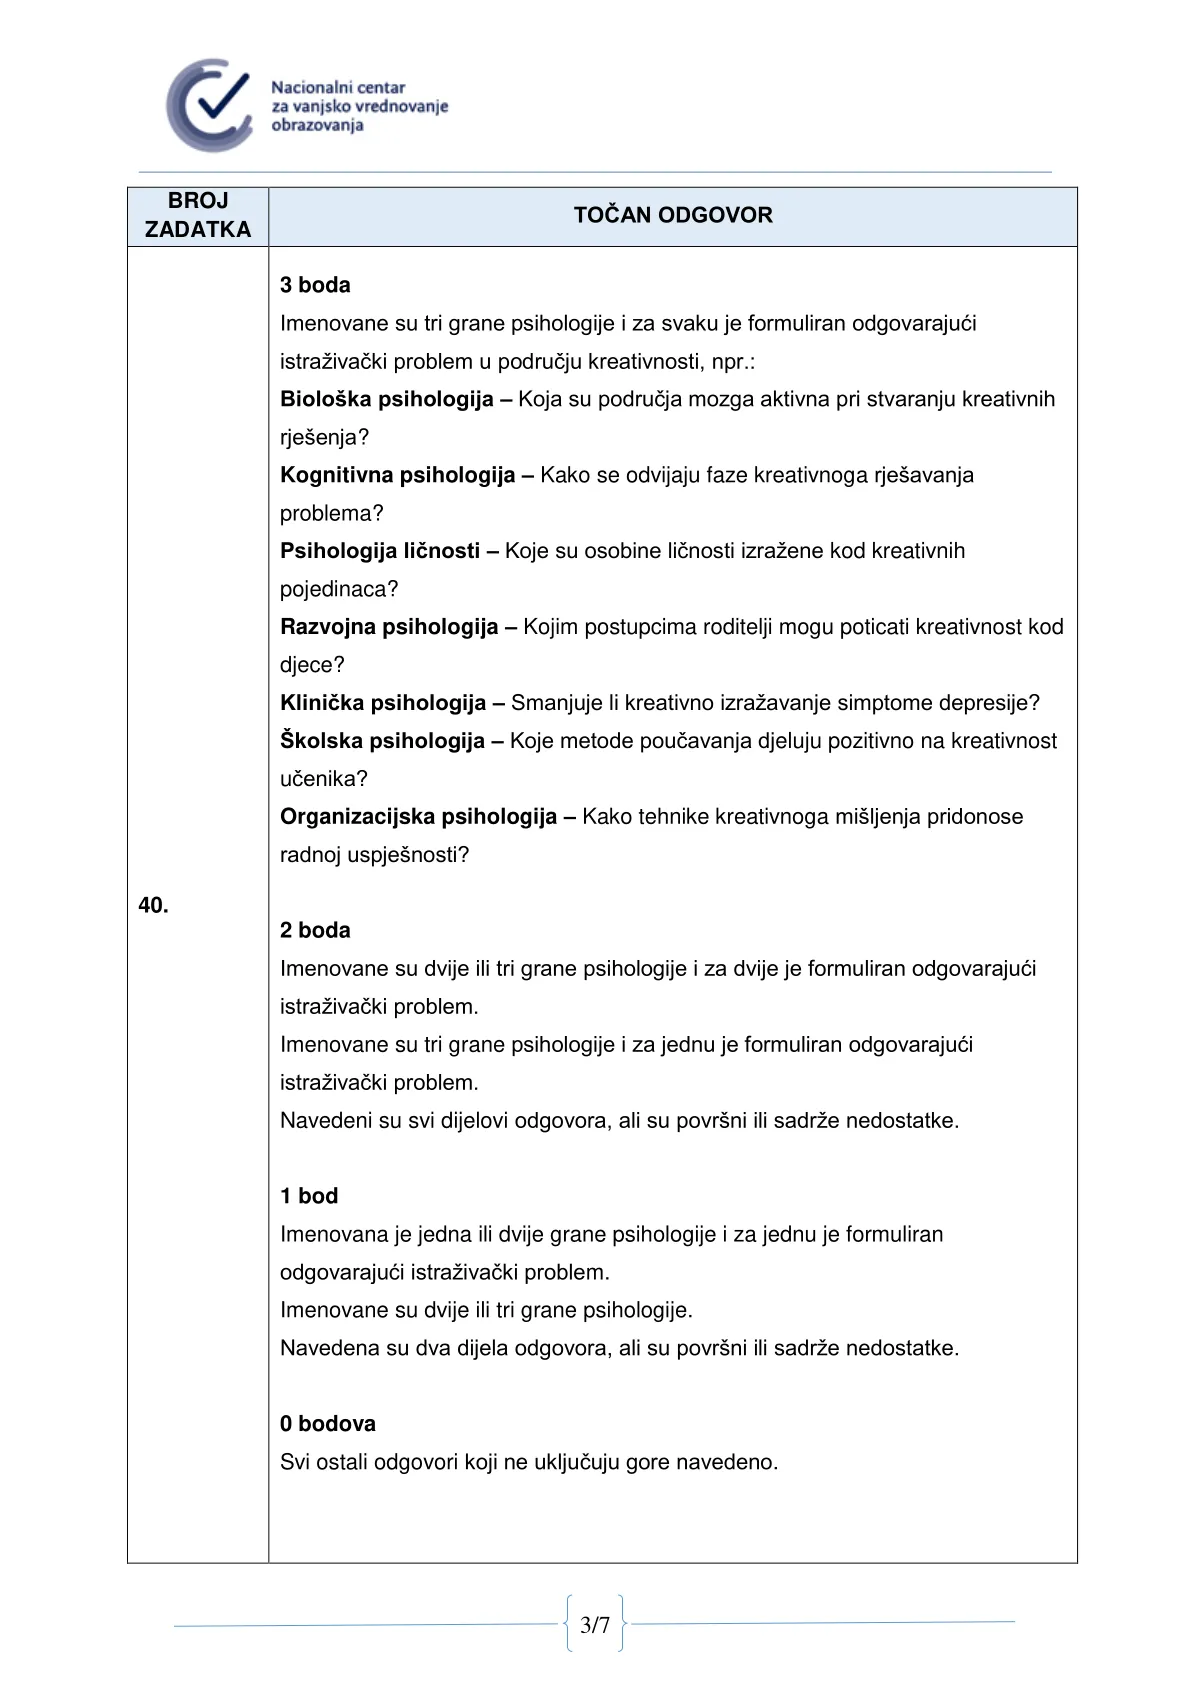 Nacionalni centar
za vanjsko vrednovanje
obrazovanja
BROJ
ZADATKA
TOČAN ODGOVOR
40.
3 boda
Imenovane su tri grane psihologije i za svaku je formuliran odgovarajući
istraživački problem u području kreativnosti, npr.:
Biološka psihologija – Koja su područja mozga aktivna pri stvaranju kreativnih
rješenja?
Kognitivna psihologija – Kako se odvijaju faze kreativnoga rješavanja
problema?
Psihologija ličnosti – Koje su osobine ličnosti izražene kod kreativnih
pojedinaca?
Razvojna psihologija – Kojim postupcima roditelji mogu poticati kreativnost kod
djece?
Klinička psihologija – Smanjuje li kreativno izražavanje simptome depresije?
Školska psihologija – Koje metode poučavanja djeluju pozitivno na kreativnost
učenika?
Organizacijska psihologija – Kako tehnike kreativnoga mišljenja pridonose
radnoj uspješnosti?
2 boda
Imenovane su dvije ili tri grane psihologije i za dvije je formuliran odgovarajući
istraživački problem.
Imenovane su tri grane psihologije i za jednu je formuliran odgovarajući
istraživački problem.
Navedeni su svi dijelovi odgovora, ali su površni ili sadrže nedostatke.
1 bod
Imenovana je jedna ili dvije grane psihologije i za jednu je formuliran
odgovarajući istraživački problem.
Imenovane su dvije ili tri grane psihologije.
Navedena su dva dijela odgovora, ali su površni ili sadrže nedostatke.
0 bodova
Svi ostali odgovori koji ne uključuju gore navedeno.
3/7